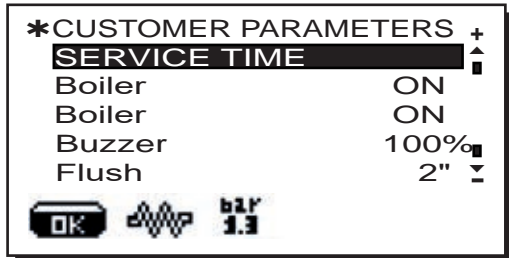 *CUSTOMER PARAMETERS +
SERVICE TIME
Boiler ON
Boiler ON
Buzzer 100%
Flush 2" -
OK bar
1.3